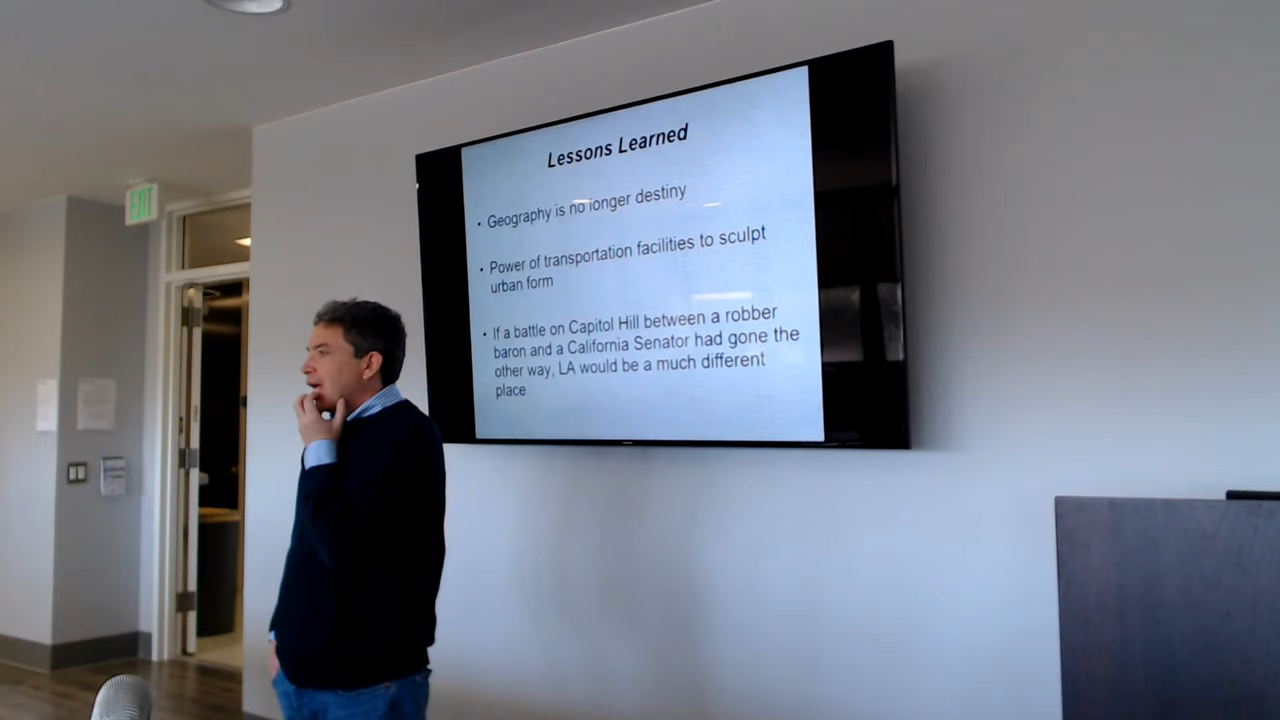 EXIT
Lessons Learned
• Geography is no longer destiny
• Power of transportation facilities to sculpt
urban form
• If a battle on Capitol Hill between a robber
baron and a California Senator had gone the
other way, LA would be a much different
place